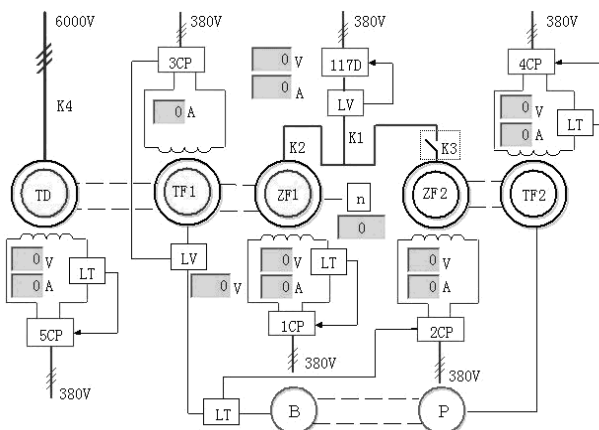 6000V
380V
380V
380V
3CP
0 V
117D
4CP
K4
0 A
0 A
LV
0 V
LT
0 A
K2
K1
K3
TD
TF1
ZF1
n
ZF2
TF2
0
0 V
LT
0 A
LV
0 V
0 V
LT
0 A
0 V
0 A
5CP
1CP
2CP
380V
380V
380V
LT
B
P